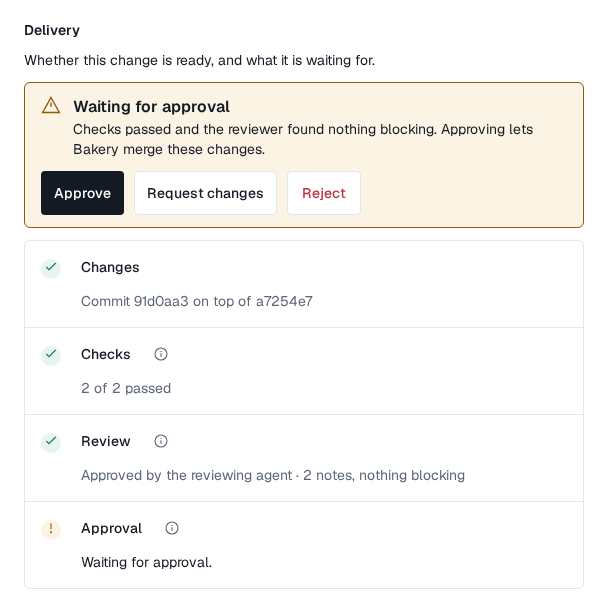 Delivery
Whether this change is ready, and what it is waiting for.
Waiting for approval
Checks passed and the reviewer found nothing blocking. Approving lets
Bakery merge these changes.
Approve
Request changes
Reject
Changes
Commit 91d0aa3 on top of a7254e7
Checks
2 of 2 passed
Review
Approved by the reviewing agent · 2 notes, nothing blocking
Approval
Waiting for approval.